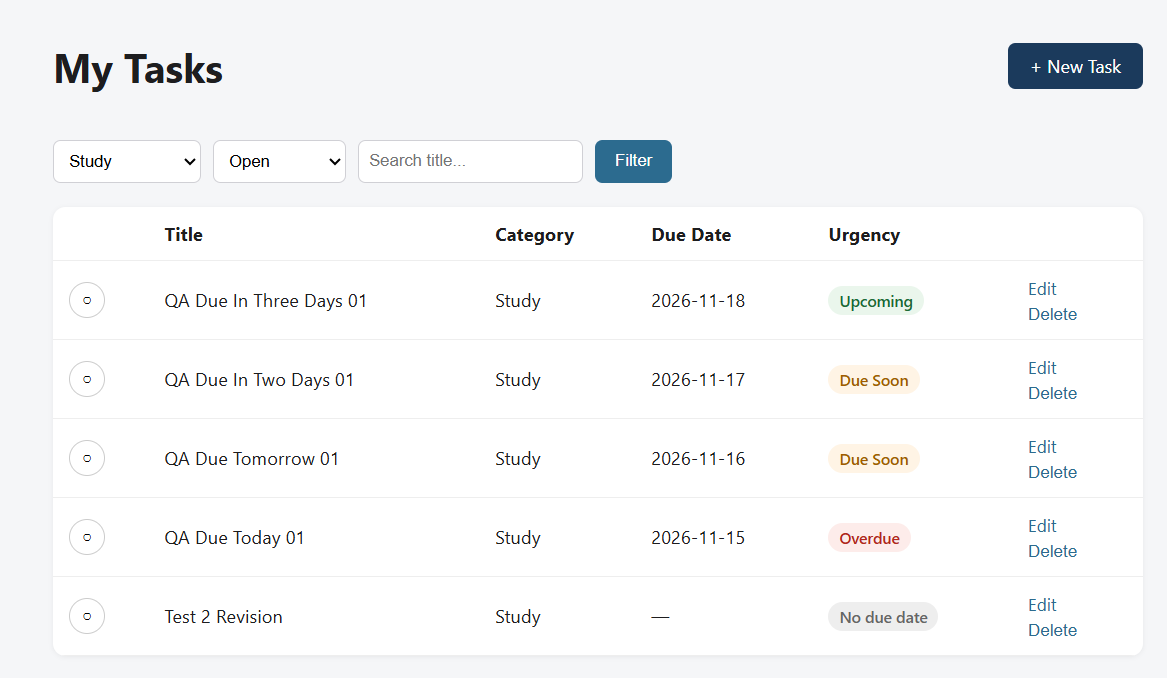 My Tasks
+ New Task
Study
Open
Search title...
Filter
Title Category Due Date Urgency
QA Due In Three Days 01 Study 2026-11-18 Upcoming Edit
Delete
QA Due In Two Days 01 Study 2026-11-17 Due Soon Edit
Delete
QA Due Tomorrow 01 Study 2026-11-16 Due Soon Edit
Delete
QA Due Today 01 Study 2026-11-15 Overdue Edit
Delete
Test 2 Revision Study — No due date Edit
Delete